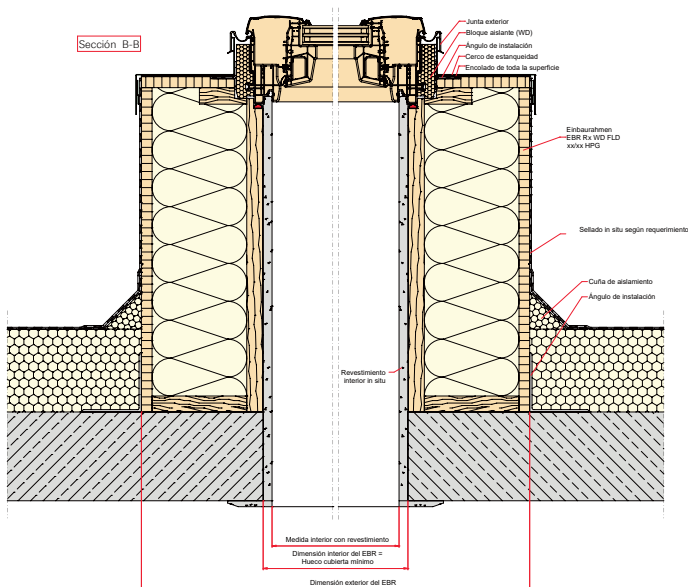 Sección B-B
Junta exterior
Bloque aislante (WD)
Ángulo de instalación
Cerco de estanqueidad
Encolado de toda la superficie
Einbaurahmen
EBR Rx WD FLD
xx/xx HPG
Sellado in situ según requerimiento
Cuña de aislamiento
Ángulo de instalación
Revestimiento
interior in situ
Medida interior con revestimiento
Dimensión interior del EBR =
Hueco cubierta mínimo
Dimensión exterior del EBR